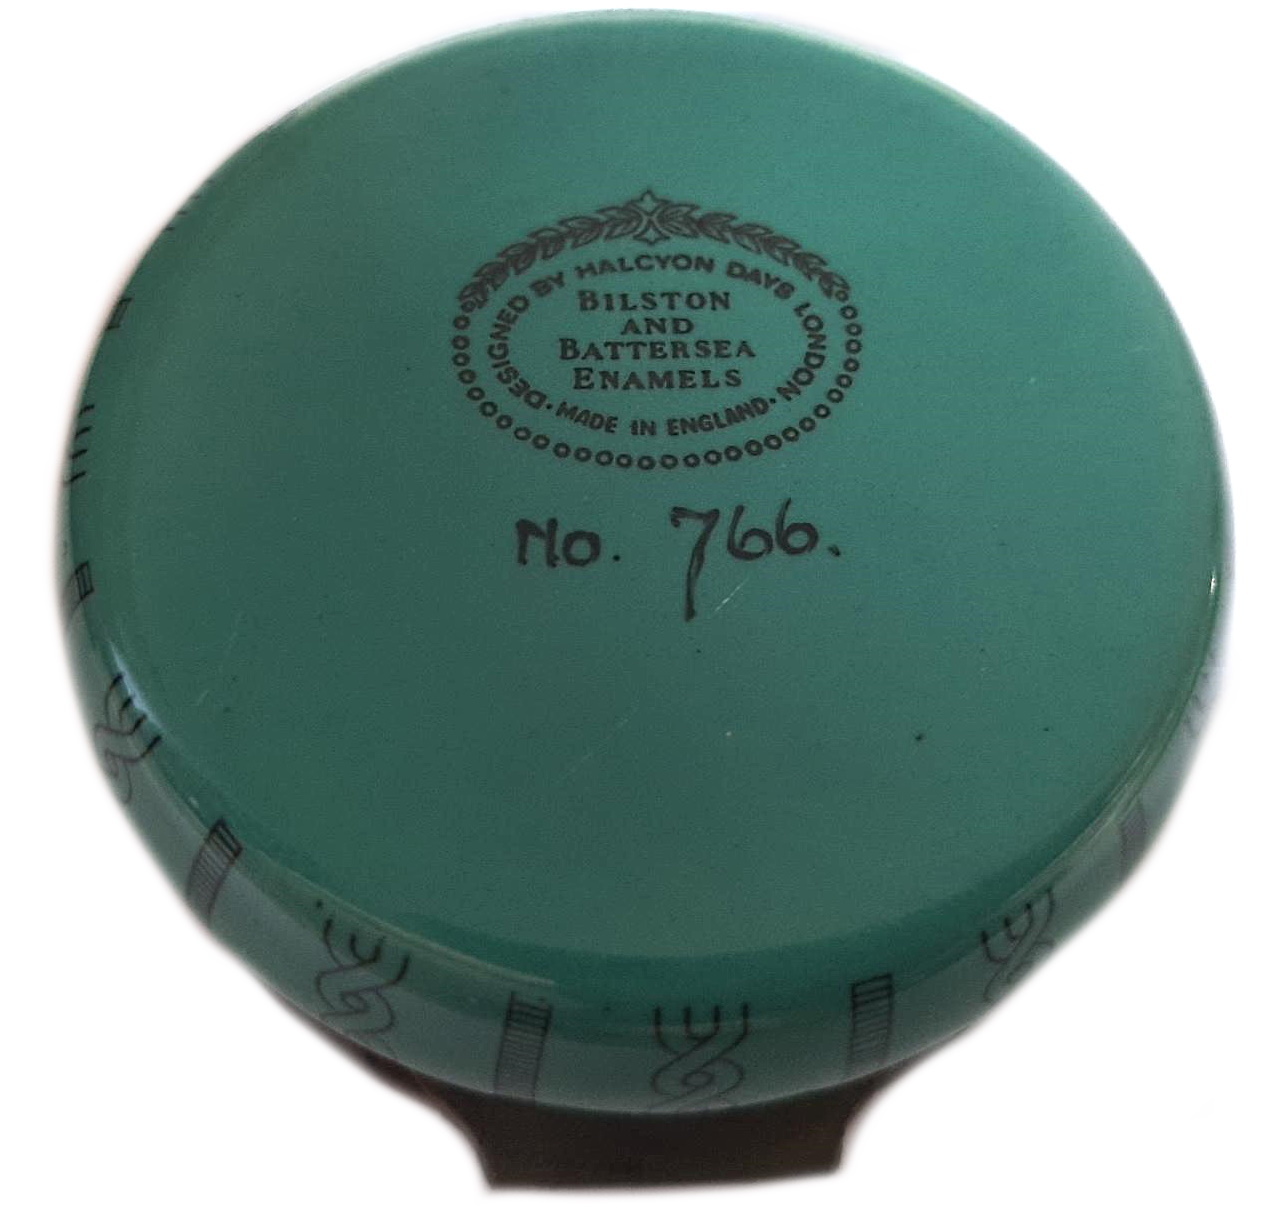 DESIGNED BY HALCYON DAYS LONDON
BILSTON
AND
BATTERSEA
ENAMELS
· MADE IN ENGLAND ·
No. 766.